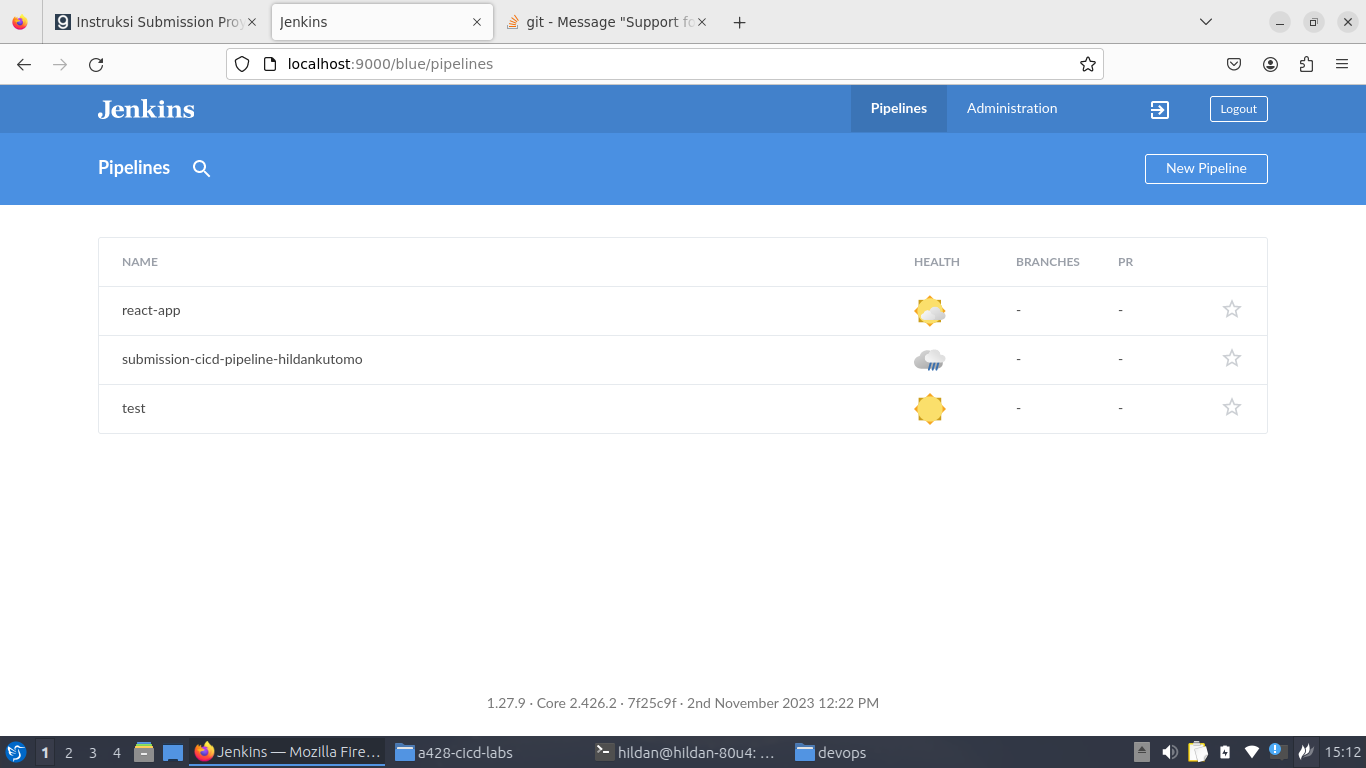 Instruksi Submission Proy
Jenkins
git - Message "Support fo
localhost:9000/blue/pipelines
Jenkins
Pipelines
Administration
Logout
Pipelines
New Pipeline
NAME HEALTH BRANCHES PR
react-app - -
submission-cicd-pipeline-hildankutomo - -
test - -
1.27.9 · Core 2.426.2 · 7f25c9f · 2nd November 2023 12:22 PM
1 2 3 4 Jenkins — Mozilla Fire... a428-cicd-labs hildan@hildan-80u4: ... devops 15:12